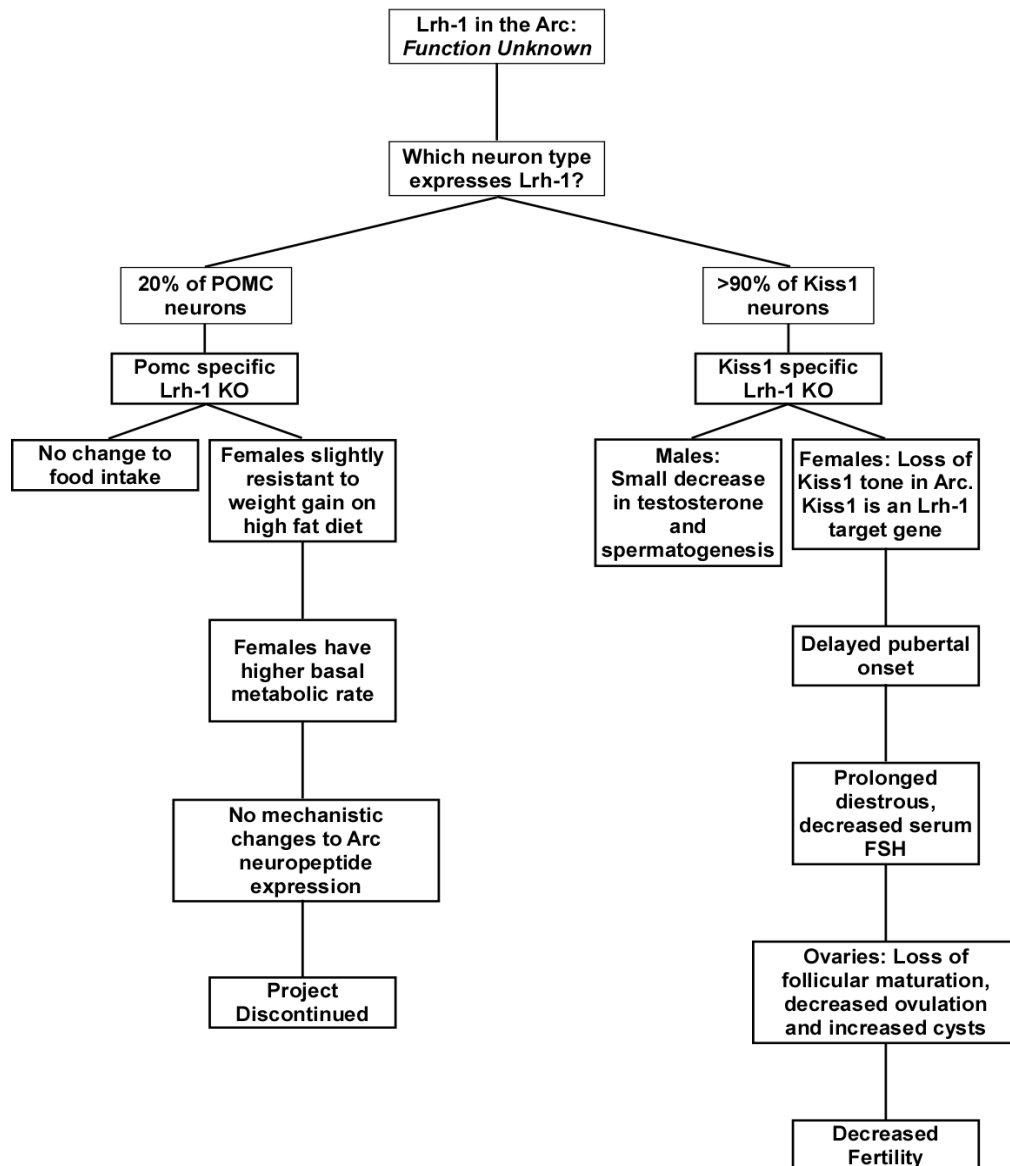 Lrh-1 in the Arc:
Function Unknown
Which neuron type
expresses Lrh-1?
20% of POMC
neurons
Pomc specific
Lrh-1 KO
No change to
food intake
Females slightly
resistant to
weight gain on
high fat diet
Females have
higher basal
metabolic rate
No mechanistic
changes to Arc
neuropeptide
expression
Project
Discontinued
>90% of Kiss1
neurons
Kiss1 specific
Lrh-1 KO
Males:
Small decrease
in testosterone
and
spermatogenesis
Females: Loss of
Kiss1 tone in Arc.
Kiss1 is an Lrh-1
target gene
Delayed pubertal
onset
Prolonged
diestrous,
decreased serum
FSH
Ovaries: Loss of
follicular maturation,
decreased ovulation
and increased cysts
Decreased
Fertility